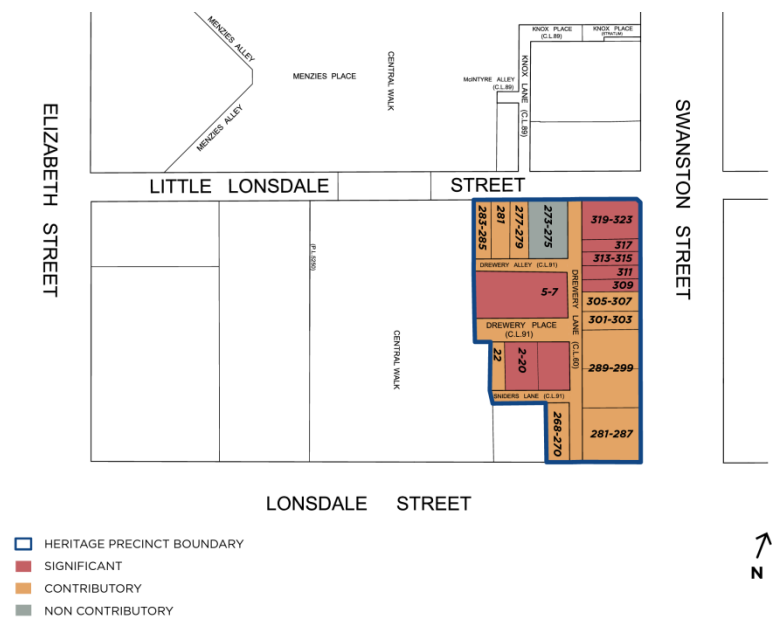 KNOX PLACE
(C.L.89)
KNOX PLACE
(STRATUM)
MENZIES ALLEY
MENZIES PLACE
CENTRAL WALK
McINTYRE ALLEY
(C.L.89)
KNOX LANE (C.L.89)
MENZIES ALLEY
ELIZABETH STREET
SWANSTON STREET
LITTLE LONSDALE STREET
283-285
281
277-279
273-275
319-323
317
313-315
311
309
305-307
301-303
289-299
281-287
DREWERY ALLEY (C.L.91)
5-7
DREWERY LANE (C.L.60)
DREWERY PLACE
(C.L.91)
22
2-20
SNIDERS LANE (C.L.91)
268-270
CENTRAL WALK
LONSDALE STREET
HERITAGE PRECINCT BOUNDARY
SIGNIFICANT
CONTRIBUTORY
NON CONTRIBUTORY
N